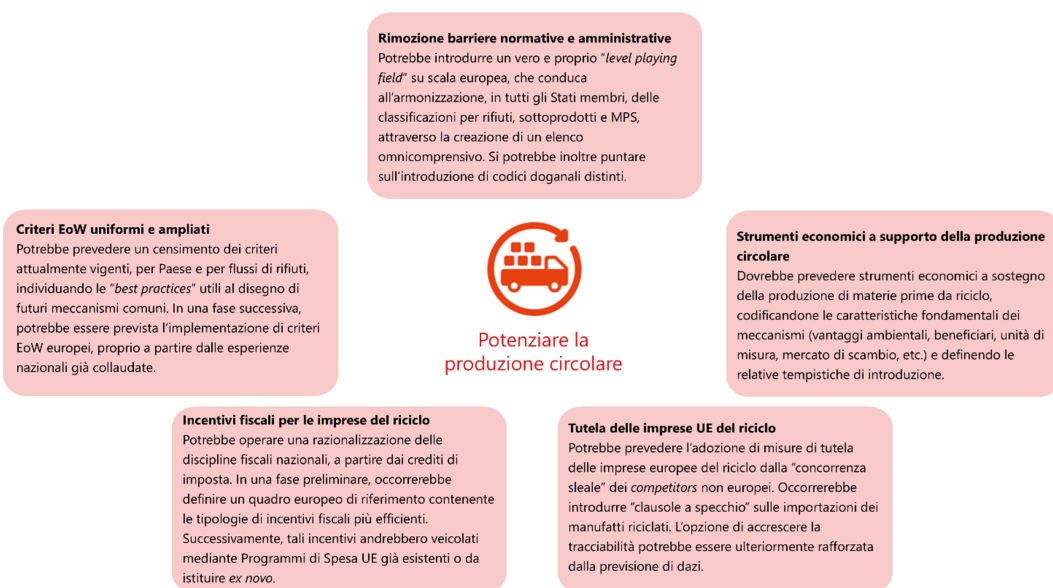 Rimozione barriere normative e amministrative
Potrebbe introdurre un vero e proprio "level playing
field" su scala europea, che conduca
all'armonizzazione, in tutti gli Stati membri, delle
classificazioni per rifiuti, sottoprodotti e MPS,
attraverso la creazione di un elenco
omnicomprensivo. Si potrebbe inoltre puntare
sull'introduzione di codici doganali distinti.
Criteri EoW uniformi e ampliati
Potrebbe prevedere un censimento dei criteri
attualmente vigenti, per Paese e per flussi di rifiuti,
individuando le "best practices" utili al disegno di
futuri meccanismi comuni. In una fase successiva,
potrebbe essere prevista l'implementazione di criteri
EoW europei, proprio a partire dalle esperienze
nazionali già collaudate.
Potenziare la
produzione circolare
Strumenti economici a supporto della produzione
circolare
Dovrebbe prevedere strumenti economici a sostegno
della produzione di materie prime da riciclo,
codificandone le caratteristiche fondamentali dei
meccanismi (vantaggi ambientali, beneficiari, unità di
misura, mercato di scambio, etc.) e definendo le
relative tempistiche di introduzione.
Incentivi fiscali per le imprese del riciclo
Potrebbe operare una razionalizzazione delle
discipline fiscali nazionali, a partire dai crediti di
imposta. In una fase preliminare, occorrerebbe
definire un quadro europeo di riferimento contenente
le tipologie di incentivi fiscali più efficienti.
Successivamente, tali incentivi andrebbero veicolati
mediante Programmi di Spesa UE già esistenti o da
istituire ex novo.
Tutela delle imprese UE del riciclo
Potrebbe prevedere l'adozione di misure di tutela
delle imprese europee del riciclo dalla "concorrenza
sleale" dei competitors non europei. Occorrerebbe
introdurre "clausole a specchio" sulle importazioni dei
manufatti riciclati. L'opzione di accrescere la
tracciabilità potrebbe essere ulteriormente rafforzata
dalla previsione di dazi.